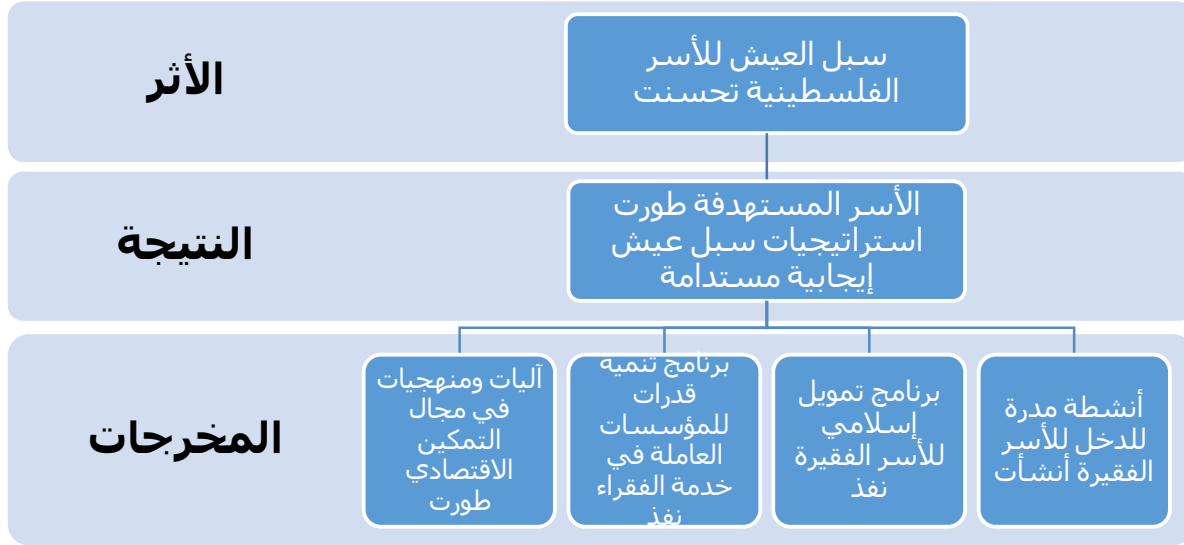 الأثر
سبل العيش للأسر
الفلسطينية تحسنت
النتيجة
الأسر المستهدفة طورت
استراتيجيات سبل عيش
إيجابية مستدامة
المخرجات
أنشطة مدرة
للدخل للأسر
الفقيرة أنشأت
برنامج تمويل
إسلامي
للأسر الفقيرة
نفذ
برنامج تنمية
قدرات
للمؤسسات
العاملة في
خدمة الفقراء
نفذ
آليات ومنهجيات
في مجال
التمكين
الاقتصادي
طورت